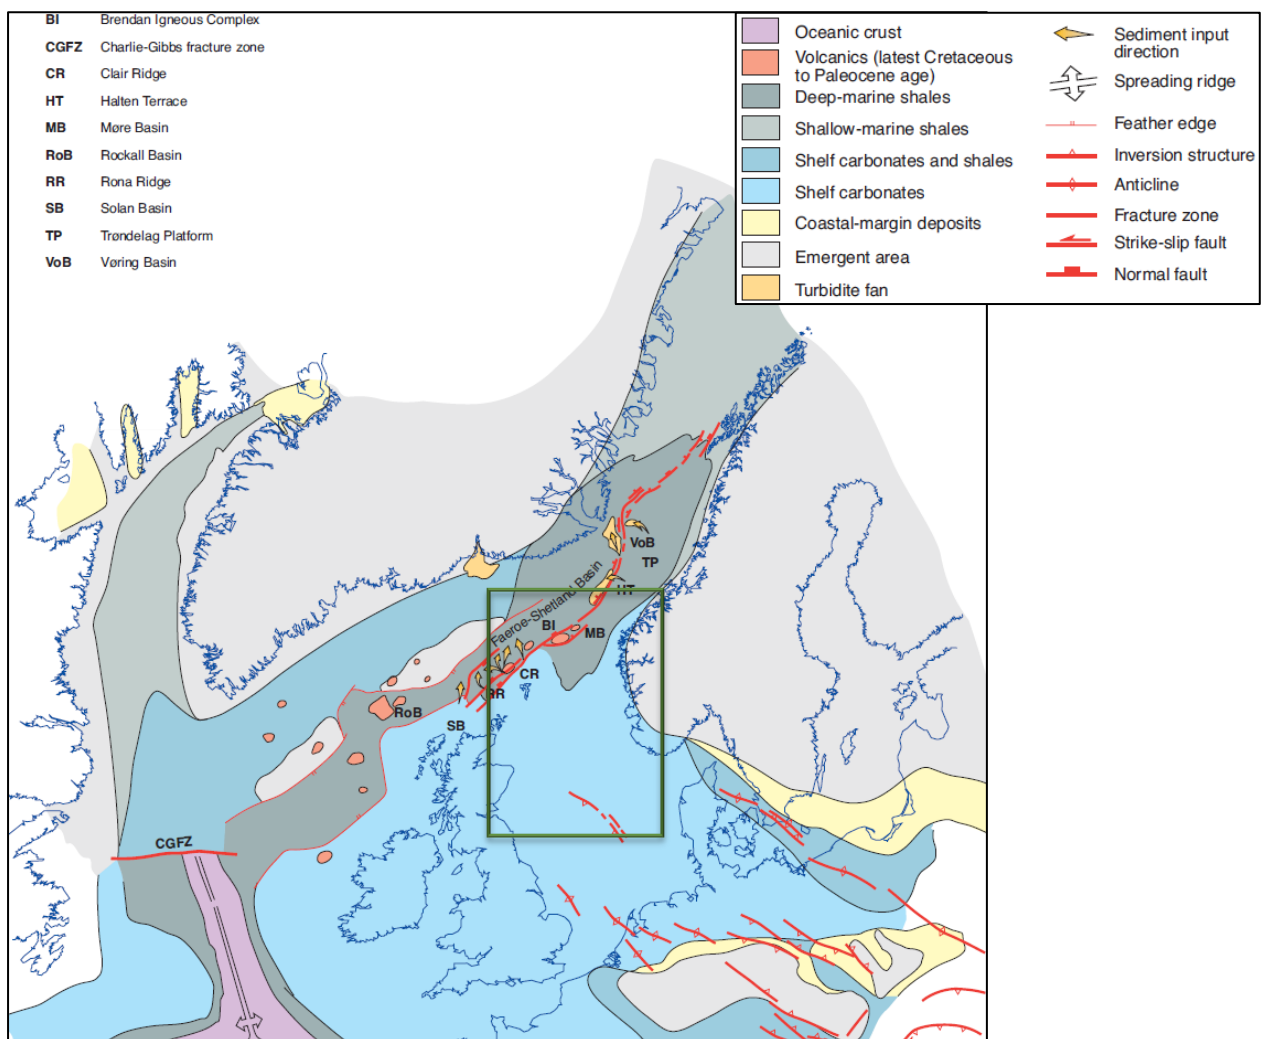 BI Brendan Igneous Complex
CGFZ Charlie-Gibbs fracture zone
CR Clair Ridge
HT Halten Terrace
MB Møre Basin
RoB Rockall Basin
RR Rona Ridge
SB Solan Basin
TP Trøndelag Platform
VoB Vøring Basin
Oceanic crust
Volcanics (latest Cretaceous
to Paleocene age)
Deep-marine shales
Shallow-marine shales
Shelf carbonates and shales
Shelf carbonates
Coastal-margin deposits
Emergent area
Turbidite fan
Sediment input
direction
Spreading ridge
Feather edge
Inversion structure
Anticline
Fracture zone
Strike-slip fault
Normal fault
VoB
TP
HT
Faeroe-Shetland Basin
BI
MB
CR
RR
RoB
SB
CGFZ